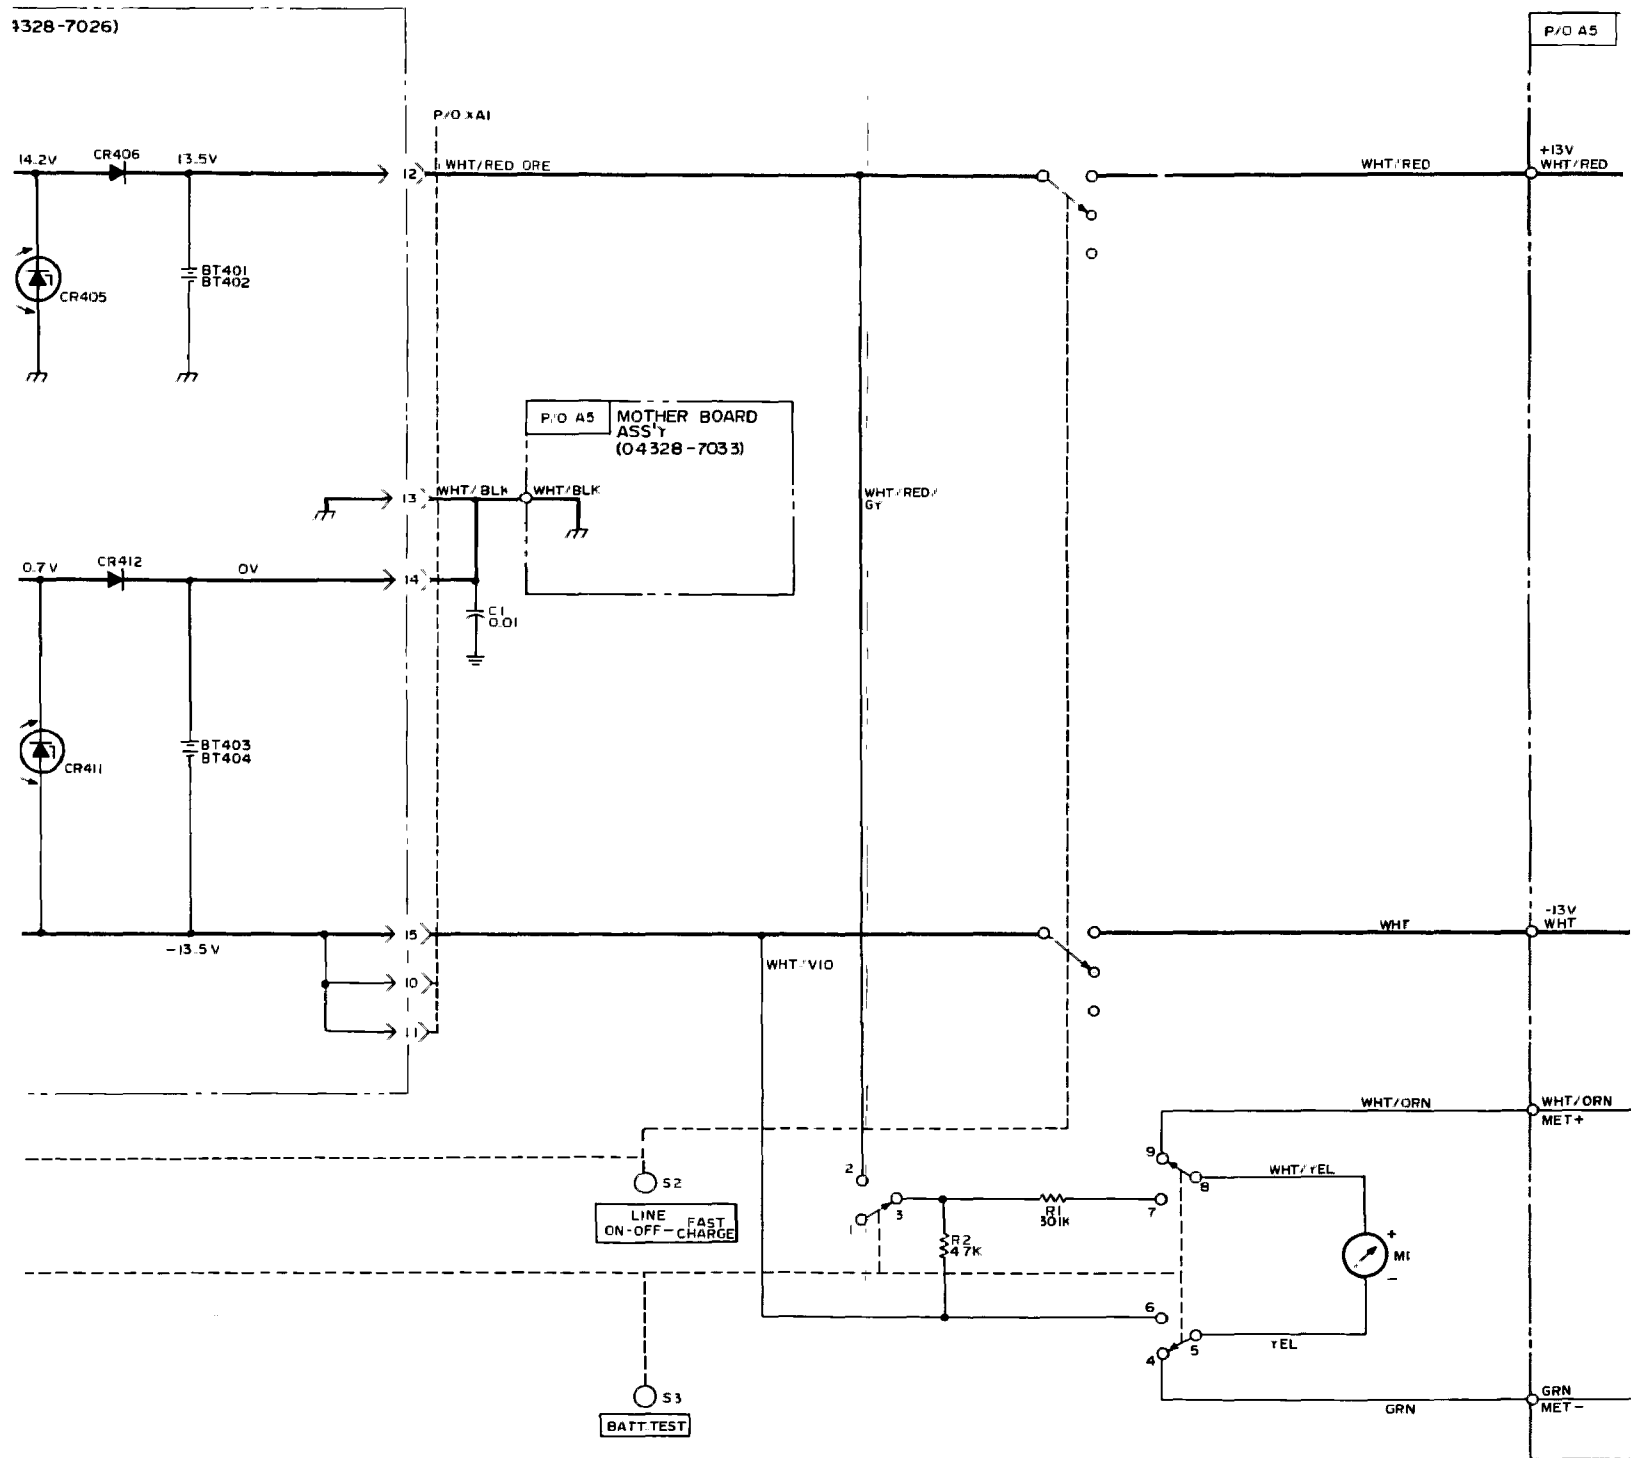 4328-7026)
P/O A5
P/O XA1
14.2V
CR406
13.5V
12
WHT/RED ORE
WHT/RED
+13V
WHT/RED
CR405
BT401
BT402
P/O A5
MOTHER BOARD
ASS'Y
(04328-7033)
13
WHT/BLK
WHT/BLK
WHT/RED/
GY
0.7V
CR412
0V
14
C1
0.01
CR411
BT403
BT404
-13.5V
15
WHT/VIO
WHT
-13V
WHT
10
11
WHT/ORN
WHT/ORN
MET+
S2
LINE
ON-OFF-FAST
CHARGE
2
1
3
R1
301K
R2
4.7K
9
8
7
WHT/YEL
+
M1
-
6
5
4
YEL
GRN
GRN
MET-
S3
BATT TEST